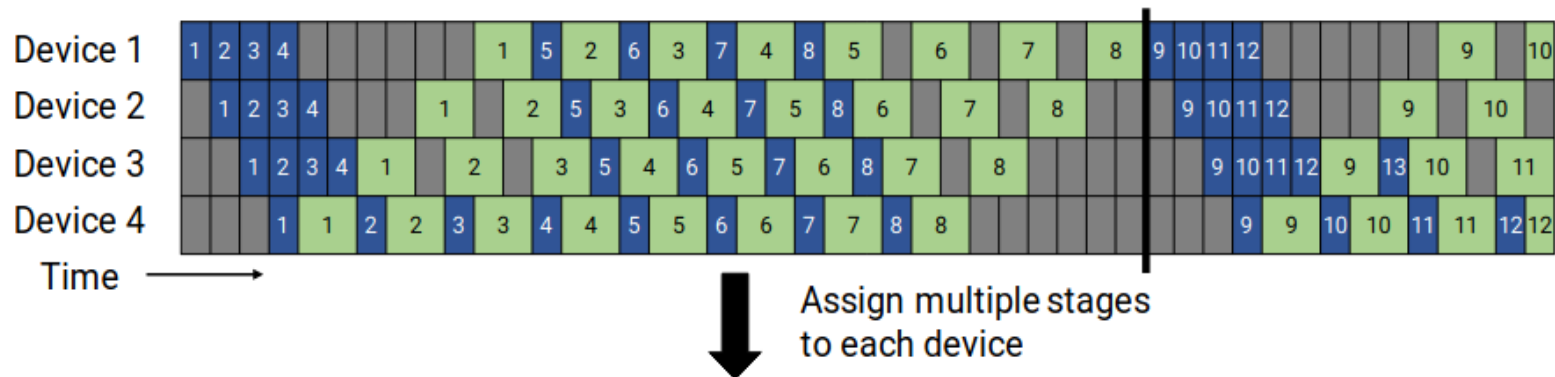 Device 1 1 2 3 4 1 5 2 6 3 7 4 8 5 6 7 8 9 10 11 12 9 10
Device 2 1 2 3 4 1 2 5 3 6 4 7 5 8 6 7 8 9 10 11 12 9 10
Device 3 1 2 3 4 1 2 3 5 4 6 5 7 6 8 7 8 9 10 11 12 9 13 10 11
Device 4 1 1 2 2 3 3 4 4 5 5 6 6 7 7 8 8 9 9 10 10 11 11 12 12
Time
Assign multiple stages
to each device